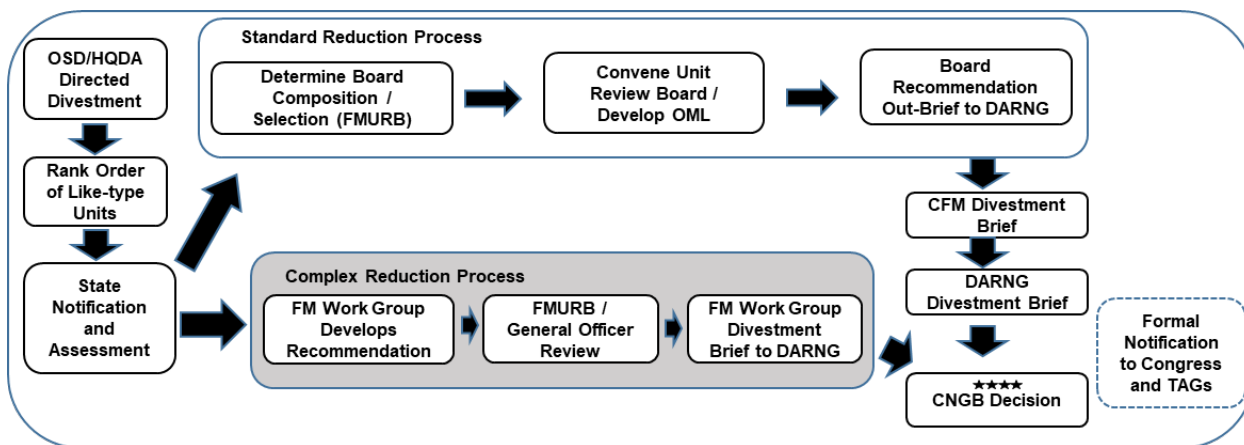 OSD/HQDA
Directed
Divestment
Rank Order
of Like-type
Units
State
Notification
and
Assessment
Standard Reduction Process
Determine Board
Composition /
Selection (FMURB)
Convene Unit
Review Board /
Develop OML
Board
Recommendation
Out-Brief to DARNG
Complex Reduction Process
FM Work Group
Develops
Recommendation
FMURB /
General Officer
Review
FM Work Group
Divestment
Brief to DARNG
CFM Divestment
Brief
DARNG
Divestment Brief
★★★★
CNGB Decision
Formal
Notification
to Congress
and TAGs